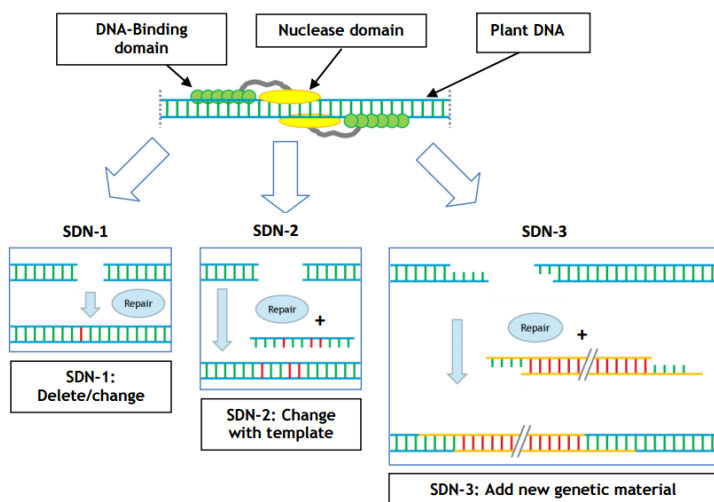 DNA-Binding
domain
Nuclease domain
Plant DNA
SDN-1
SDN-2
SDN-3
Repair
Repair
+
Repair
+
SDN-1:
Delete/change
SDN-2: Change
with template
SDN-3: Add new genetic material